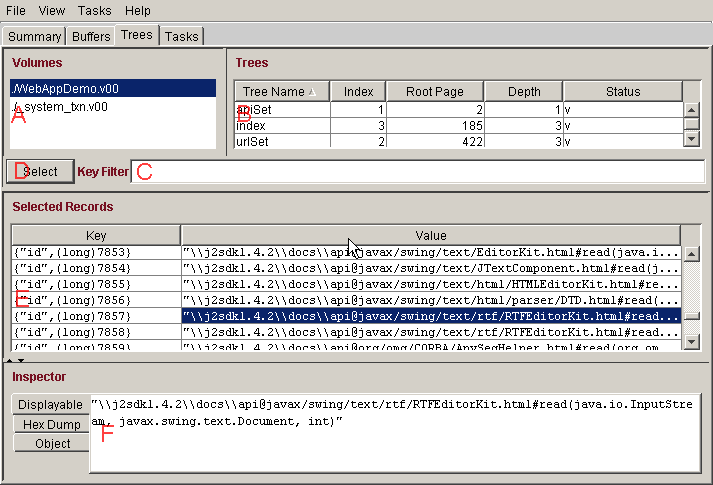 File View Tasks Help
Summary Buffers Trees Tasks
Volumes
./WebAppDemo.v00
./_system_txn.v00
A
Trees
Tree Name Index Root Page Depth Status
apiSet 1 2 1 v
index 3 185 3 v
urlSet 2 422 3 v
B
D Select Key Filter C
Selected Records
Key Value
{"id",(long)7853} "\\j2sdk1.4.2\\docs\\api@javax/swing/text/EditorKit.html#read(java.i...
{"id",(long)7854} "\\j2sdk1.4.2\\docs\\api@javax/swing/text/JTextComponent.html#read(j...
{"id",(long)7855} "\\j2sdk1.4.2\\docs\\api@javax/swing/text/html/HTMLEditorKit.html#re...
{"id",(long)7856} "\\j2sdk1.4.2\\docs\\api@javax/swing/text/html/parser/DTD.html#read(...
{"id",(long)7857} "\\j2sdk1.4.2\\docs\\api@javax/swing/text/rtf/RTFEditorKit.html#read...
{"id",(long)7858} "\\j2sdk1.4.2\\docs\\api@javax/swing/text/rtf/RTFEditorKit.html#read...
{"id",(long)7859} "\\j2sdk1.4.2\\docs\\api@org/omg/CORBA/AnySeqHelper.html#read(org.om...
E
Inspector
Displayable
Hex Dump
Object
"\\j2sdk1.4.2\\docs\\api@javax/swing/text/rtf/RTFEditorKit.html#read(java.io.InputStre
am, javax.swing.text.Document, int)"
F